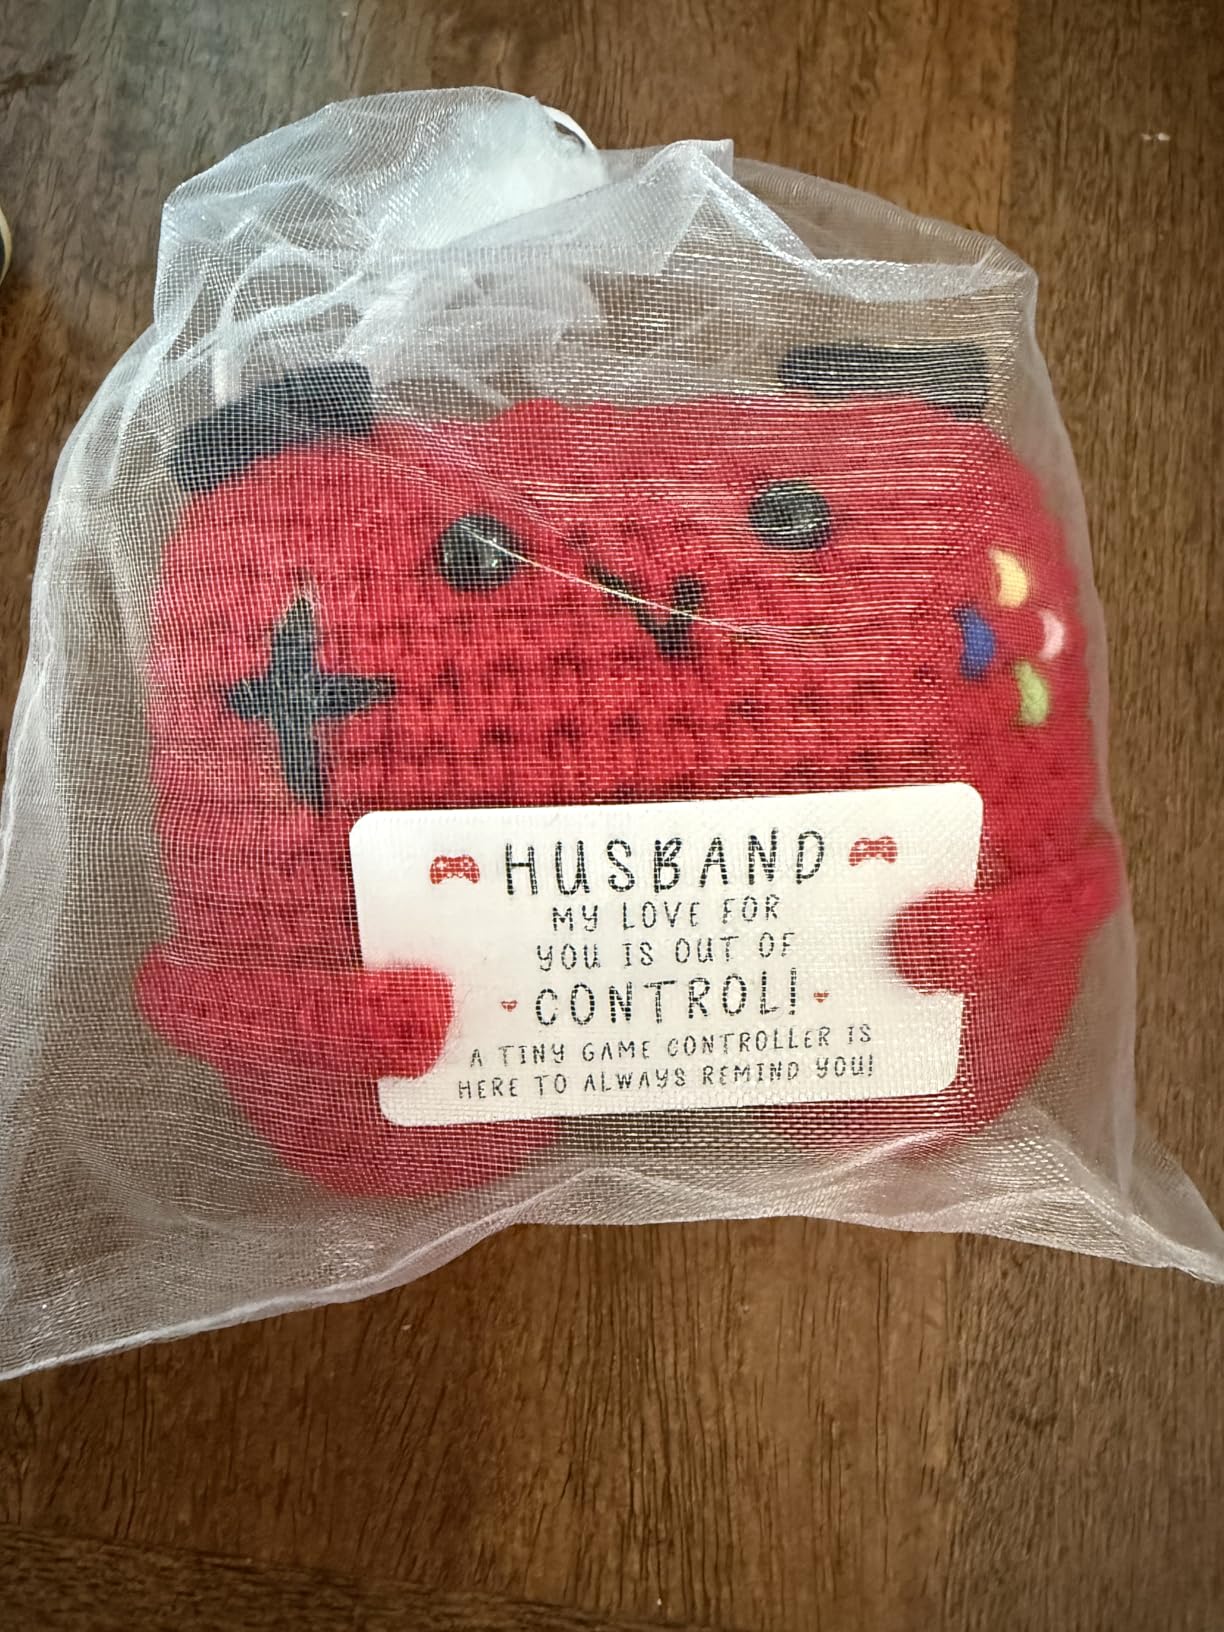 HUSBAND
MY LOVE FOR
YOU IS OUT OF
CONTROL!
A TINY GAME CONTROLLER IS
HERE TO ALWAYS REMIND YOU!